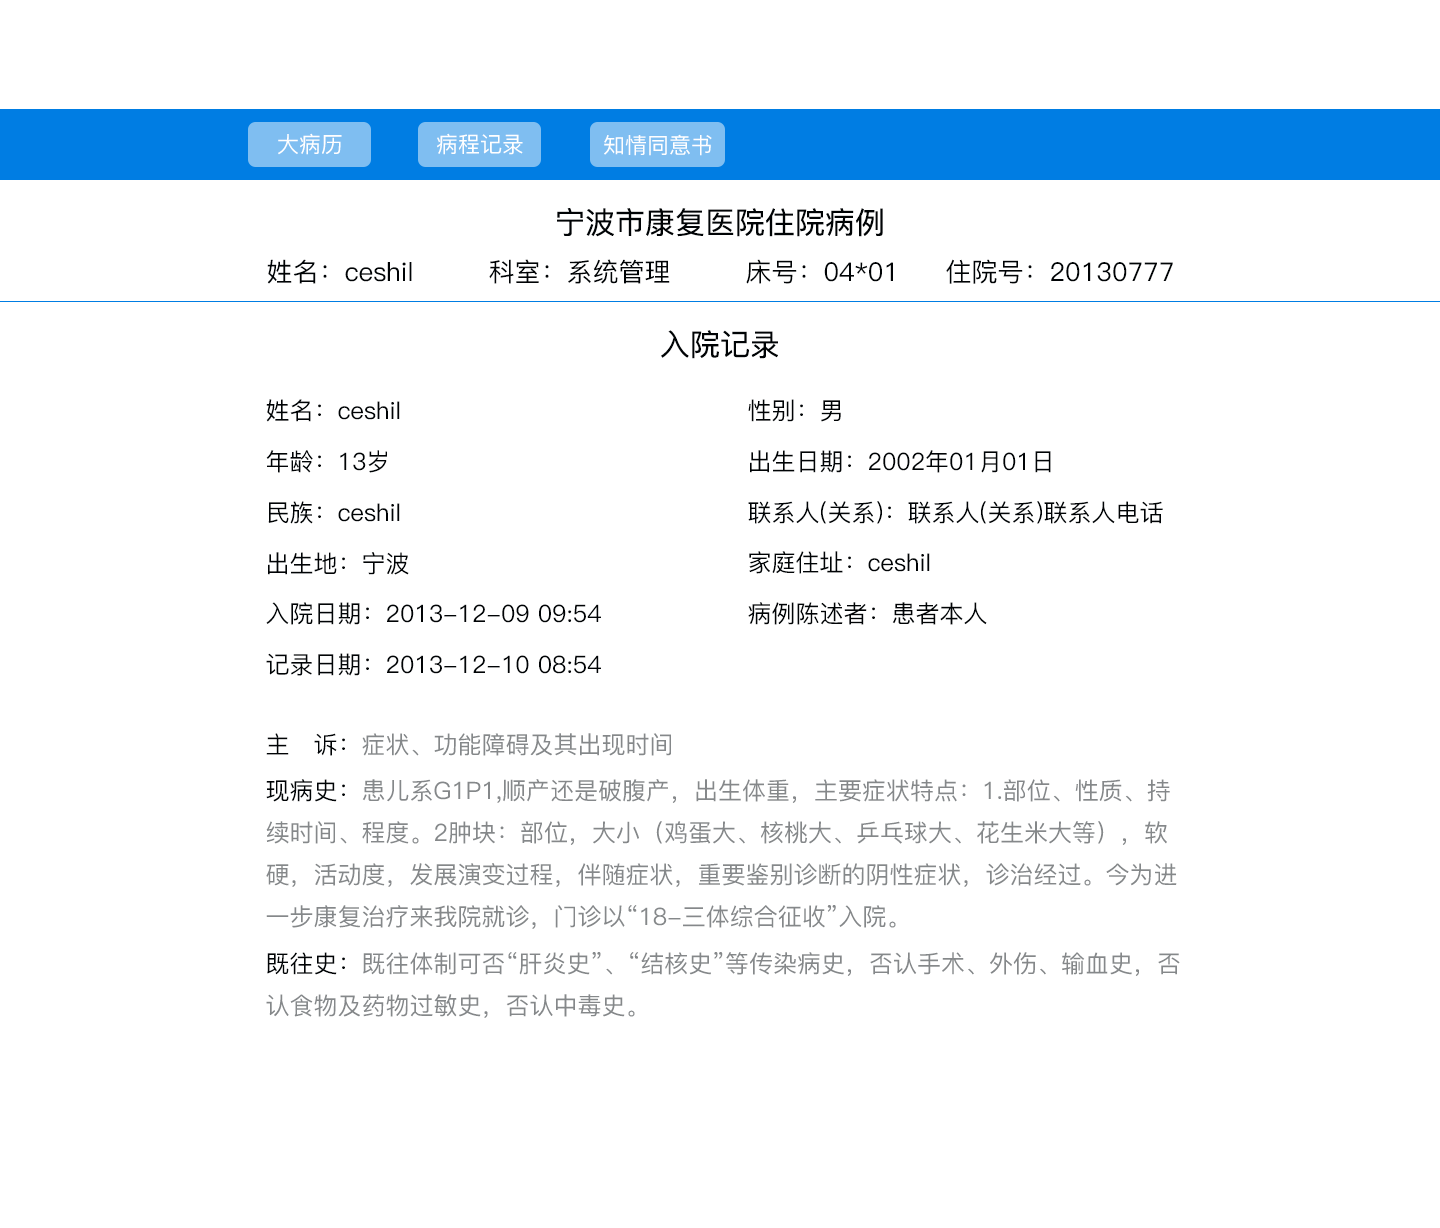 大病历 病程记录 知情同意书
宁波市康复医院住院病例
姓名：ceshil 科室：系统管理 床号：04*01 住院号：20130777
入院记录
姓名：ceshil 性别：男
年龄：13岁 出生日期：2002年01月01日
民族：ceshil 联系人(关系)：联系人(关系)联系人电话
出生地：宁波 家庭住址：ceshil
入院日期：2013-12-09 09:54 病例陈述者：患者本人
记录日期：2013-12-10 08:54
主　诉：症状、功能障碍及其出现时间
现病史：患儿系G1P1,顺产还是破腹产，出生体重，主要症状特点：1.部位、性质、持
续时间、程度。2肿块：部位，大小（鸡蛋大、核桃大、乒乓球大、花生米大等），软
硬，活动度，发展演变过程，伴随症状，重要鉴别诊断的阴性症状，诊治经过。今为进
一步康复治疗来我院就诊，门诊以“18-三体综合征收”入院。
既往史：既往体制可否“肝炎史”、“结核史”等传染病史，否认手术、外伤、输血史，否
认食物及药物过敏史，否认中毒史。